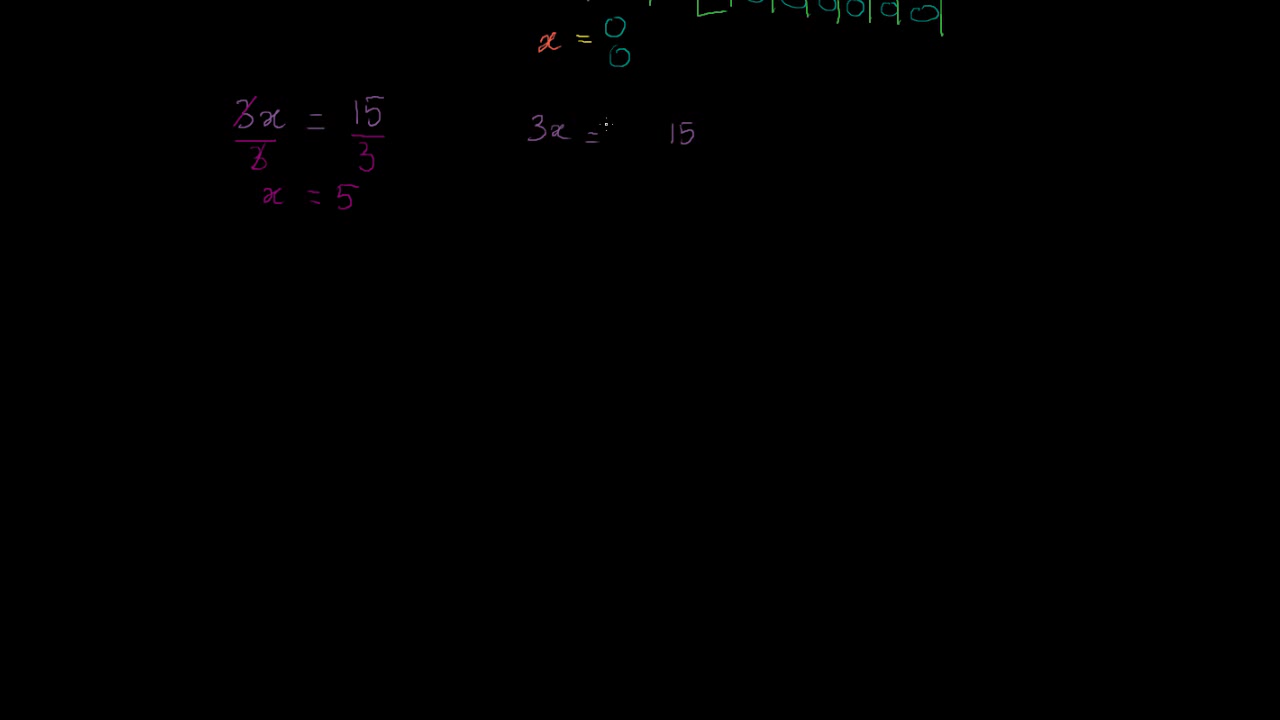 x = 0
0
3x = 15
3 3
x = 5
3x = 15